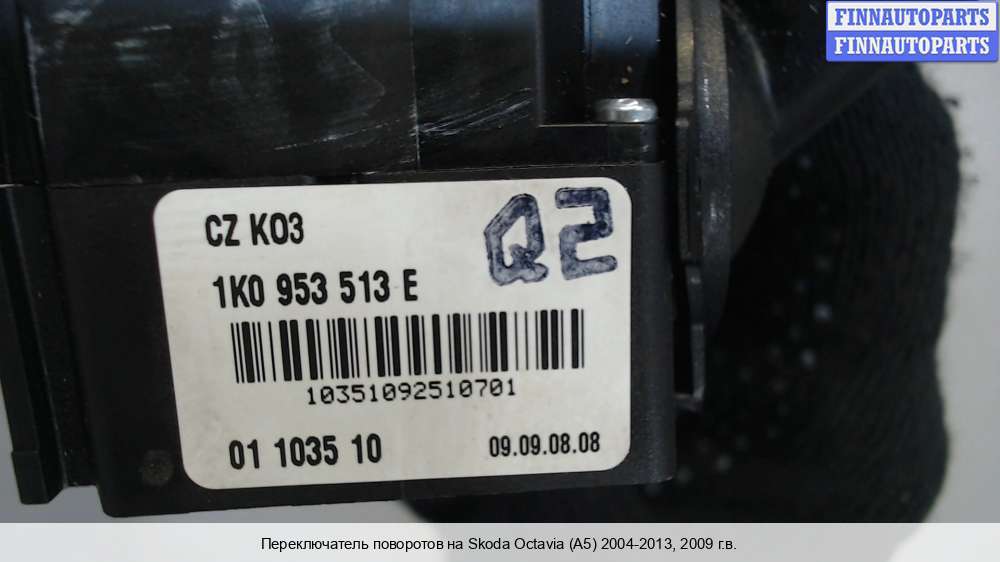 FINNAUTOPARTS
FINNAUTOPARTS
CZ K03
Q2
1K0 953 513 E
10351092510701
01 1035 10
09.09.08.08
Переключатель поворотов на Skoda Octavia (A5) 2004-2013, 2009 г.в.